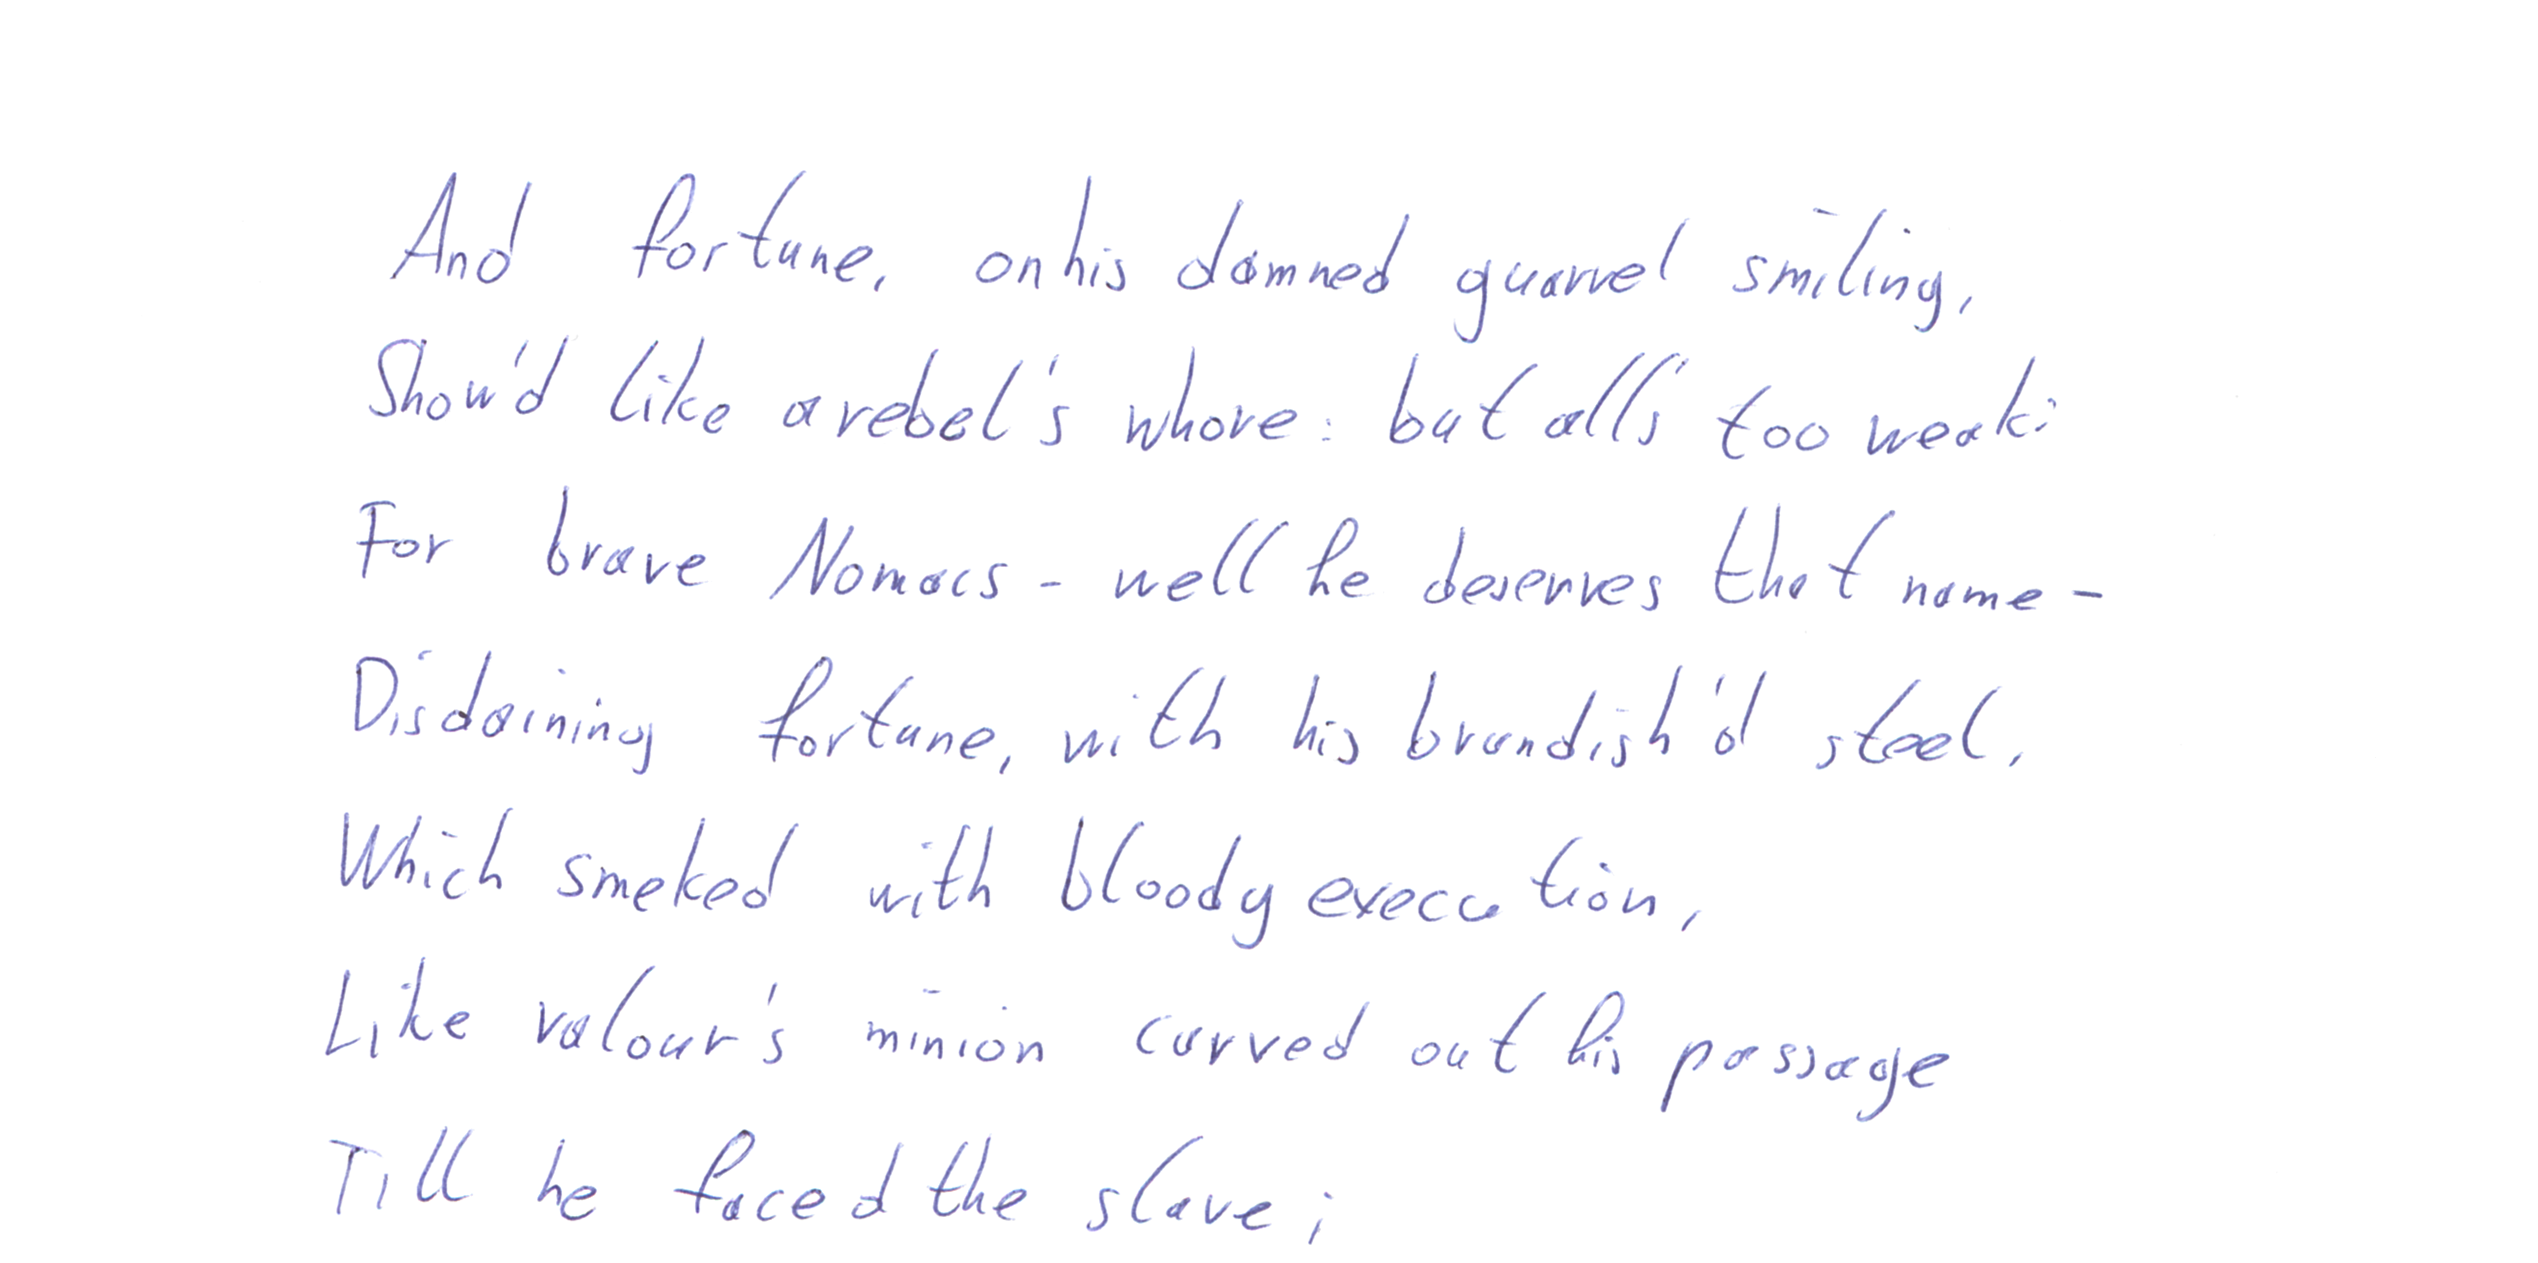 And fortune, on his damned quarrel smiling,
Show'd like a rebel's whore: but all's too weak:
For brave Nomacs - well he deserves that name -
Disdaining fortune, with his brandish'd steel,
Which smeked with bloody execution,
Like valour's minion carved out his passage
Till he faced the slave;